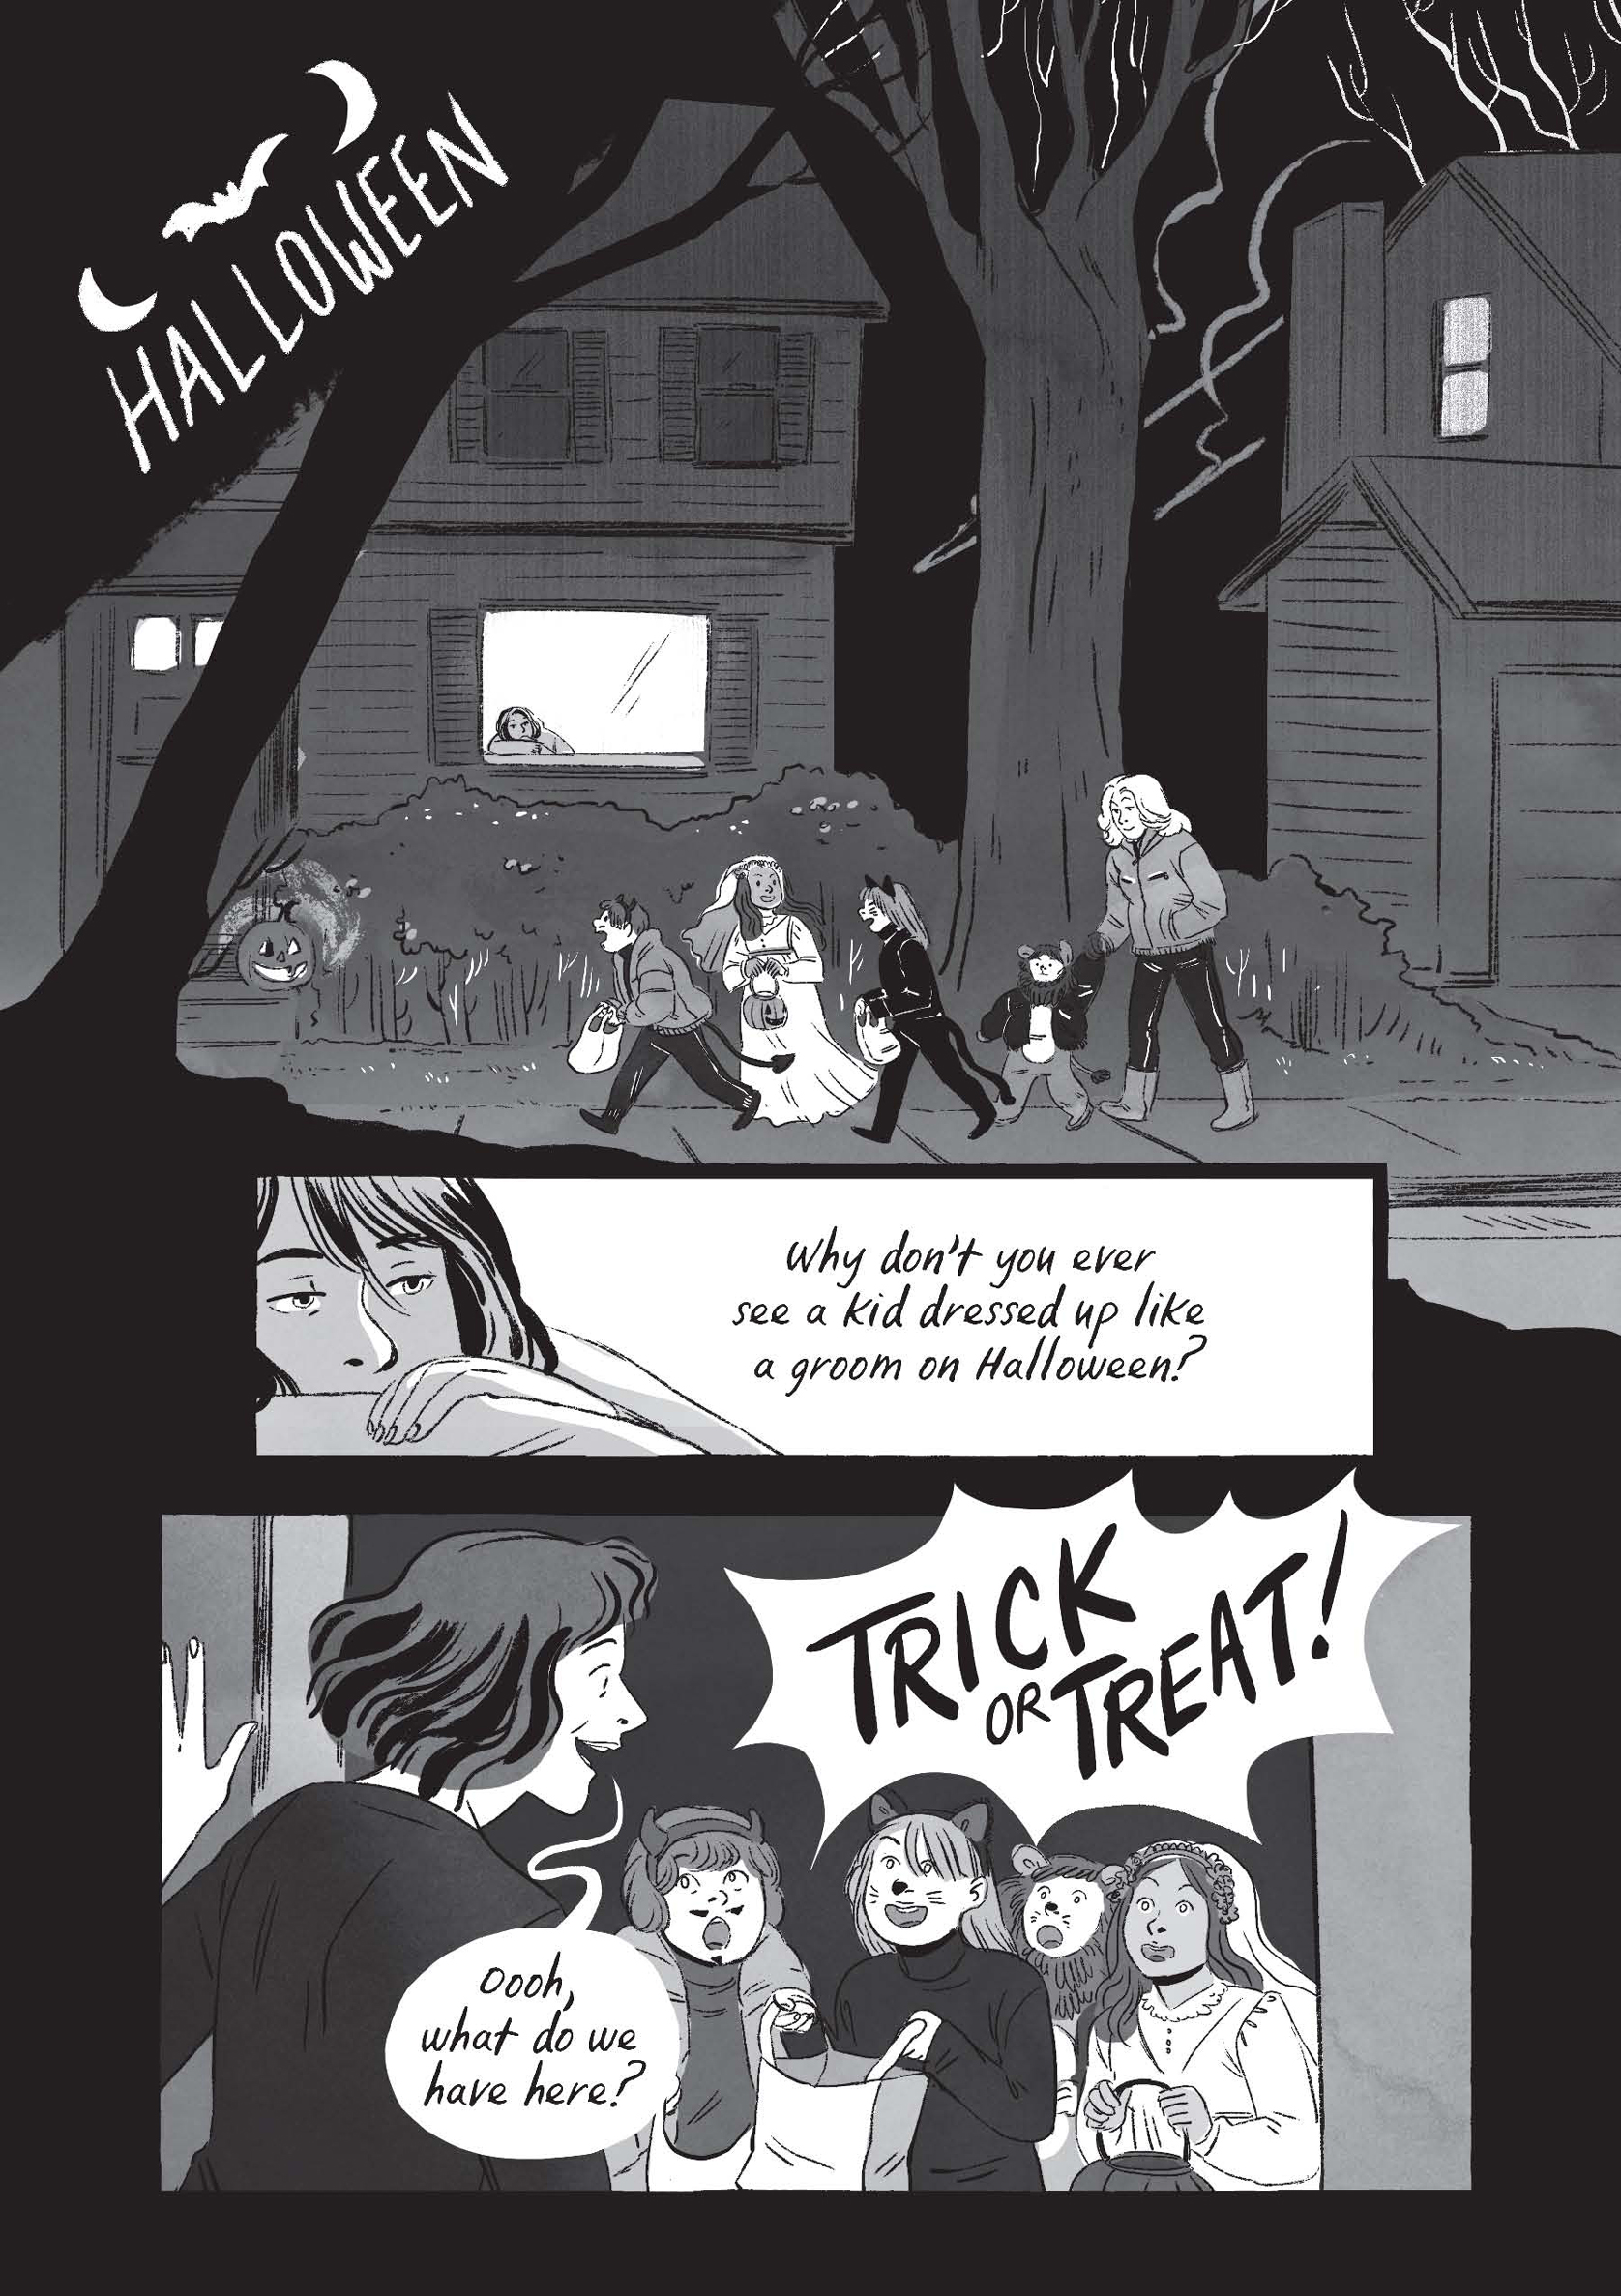 HALLOWEEN
Why don't you ever
see a kid dressed up like
a groom on Halloween?
TRICK
OR TREAT!
Oooh,
what do we
have here?